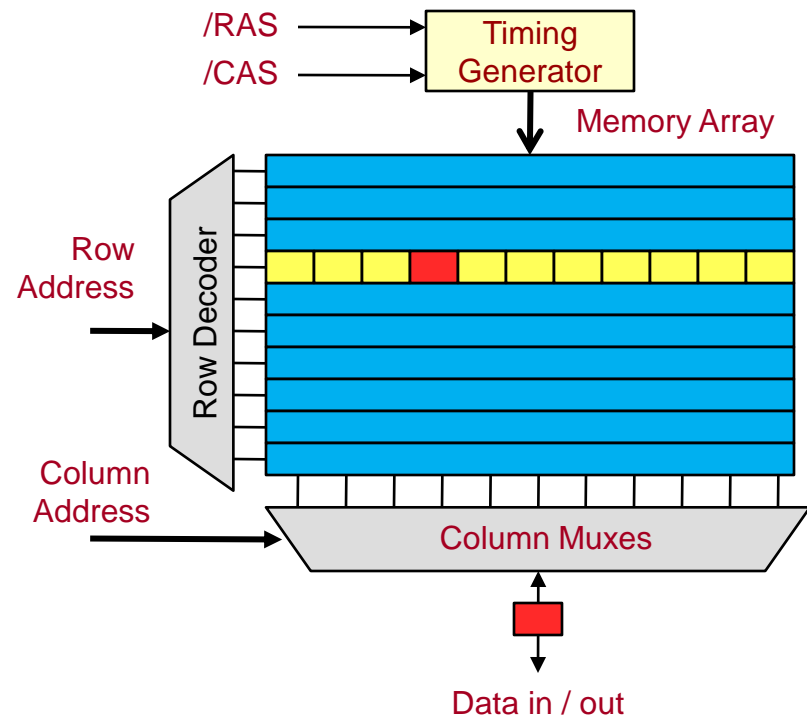 /RAS
/CAS
Timing
Generator
Memory Array
Row
Address
Row Decoder
Column
Address
Column Muxes
Data in / out